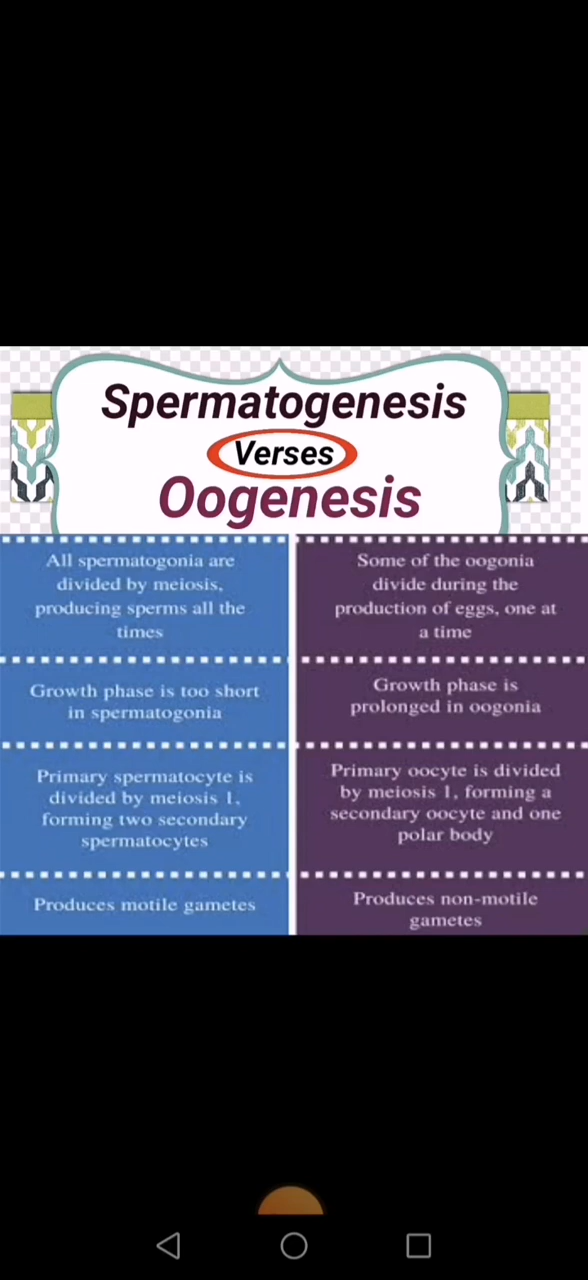 Spermatogenesis
Verses
Oogenesis
All spermatogonia are
divided by meiosis,
producing sperms all the
times
Some of the oogonia
divide during the
production of eggs, one at
a time
Growth phase is too short
in spermatogonia
Growth phase is
prolonged in oogonia
Primary spermatocyte is
divided by meiosis 1,
forming two secondary
spermatocytes
Primary oocyte is divided
by meiosis 1, forming a
secondary oocyte and one
polar body
Produces motile gametes
Produces non-motile
gametes